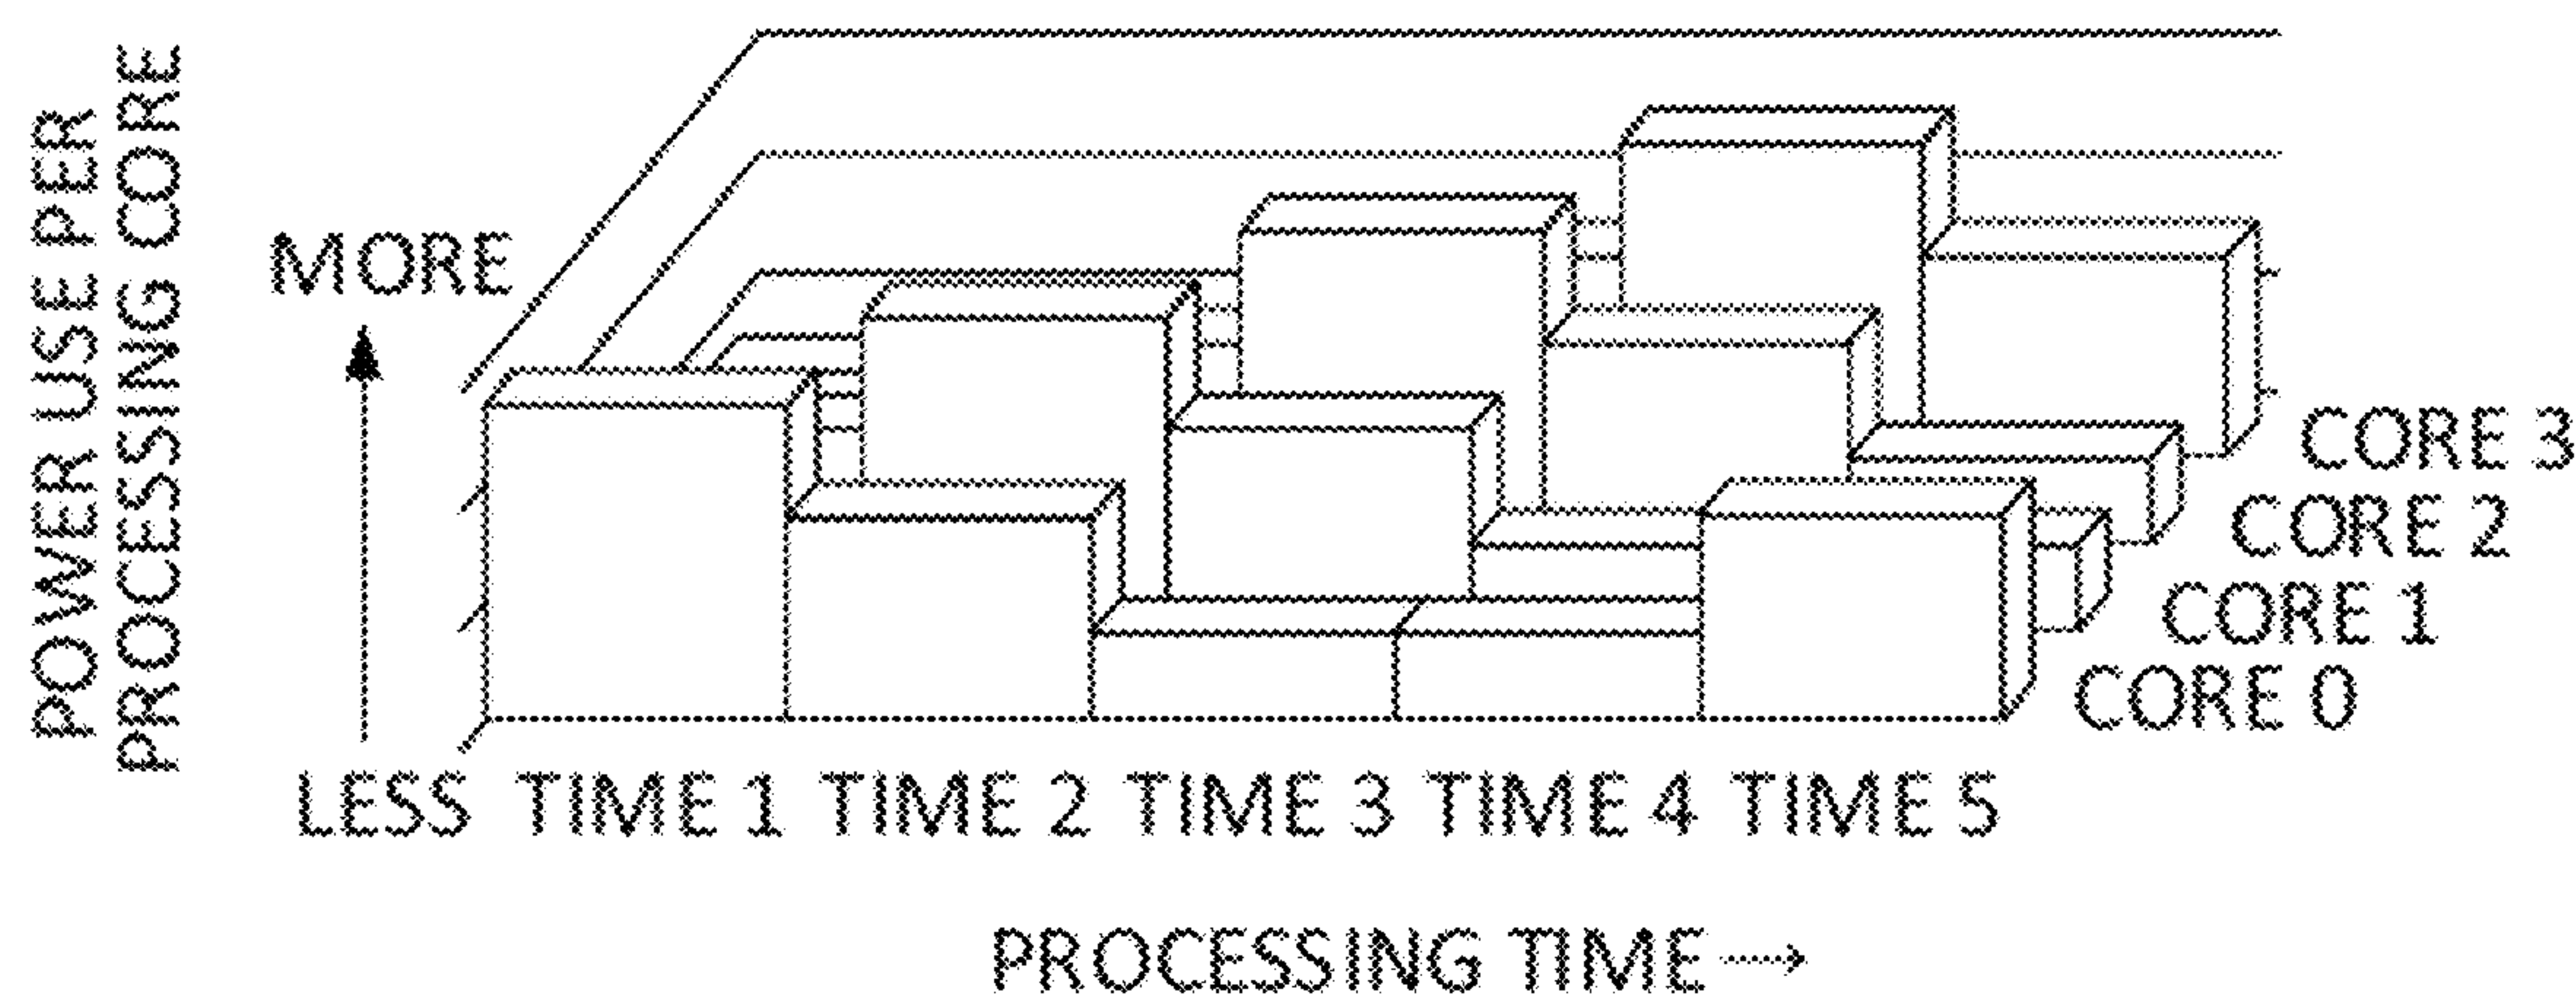 POWER USE PER
PROCESSING CORE
MORE
LESS
TIME 1
TIME 2
TIME 3
TIME 4
TIME 5
CORE 3
CORE 2
CORE 1
CORE 0
PROCESSING TIME →